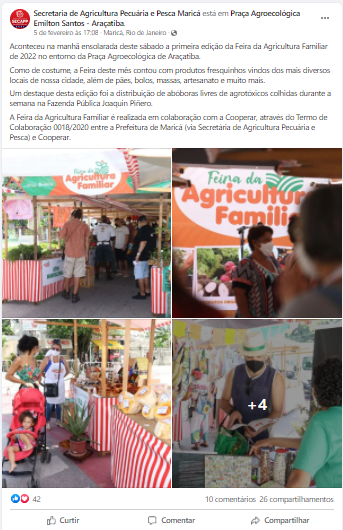 Secretaria de Agricultura Pecuária e Pesca Maricá está em Praça Agroecológica
Emilton Santos - Araçatiba.
5 de fevereiro às 17:08 · Maricá, Rio de Janeiro ·
Aconteceu na manhã ensolarada deste sábado a primeira edição da Feira da Agricultura Familiar
de 2022 no entorno da Praça Agroecológica de Araçatiba.
Como de costume, a Feira deste mês contou com produtos fresquinhos vindos dos mais diversos
locais de nossa cidade, além de pães, bolos, massas, artesanato e muito mais.
Um destaque desta edição foi a distribuição de abóboras livres de agrotóxicos colhidas durante a
semana na Fazenda Pública Joaquin Piñero.
A Feira da Agricultura Familiar é realizada em colaboração com a Cooperar, através do Termo de
Colaboração 0018/2020 entre a Prefeitura de Maricá (via Secretaria de Agricultura Pecuária e
Pesca) e Cooperar.
Feira da
Agricultura
Familiar
Feira da
Agricultura
Famili
+4
42
10 comentários 26 compartilhamentos
Curtir
Comentar
Compartilhar